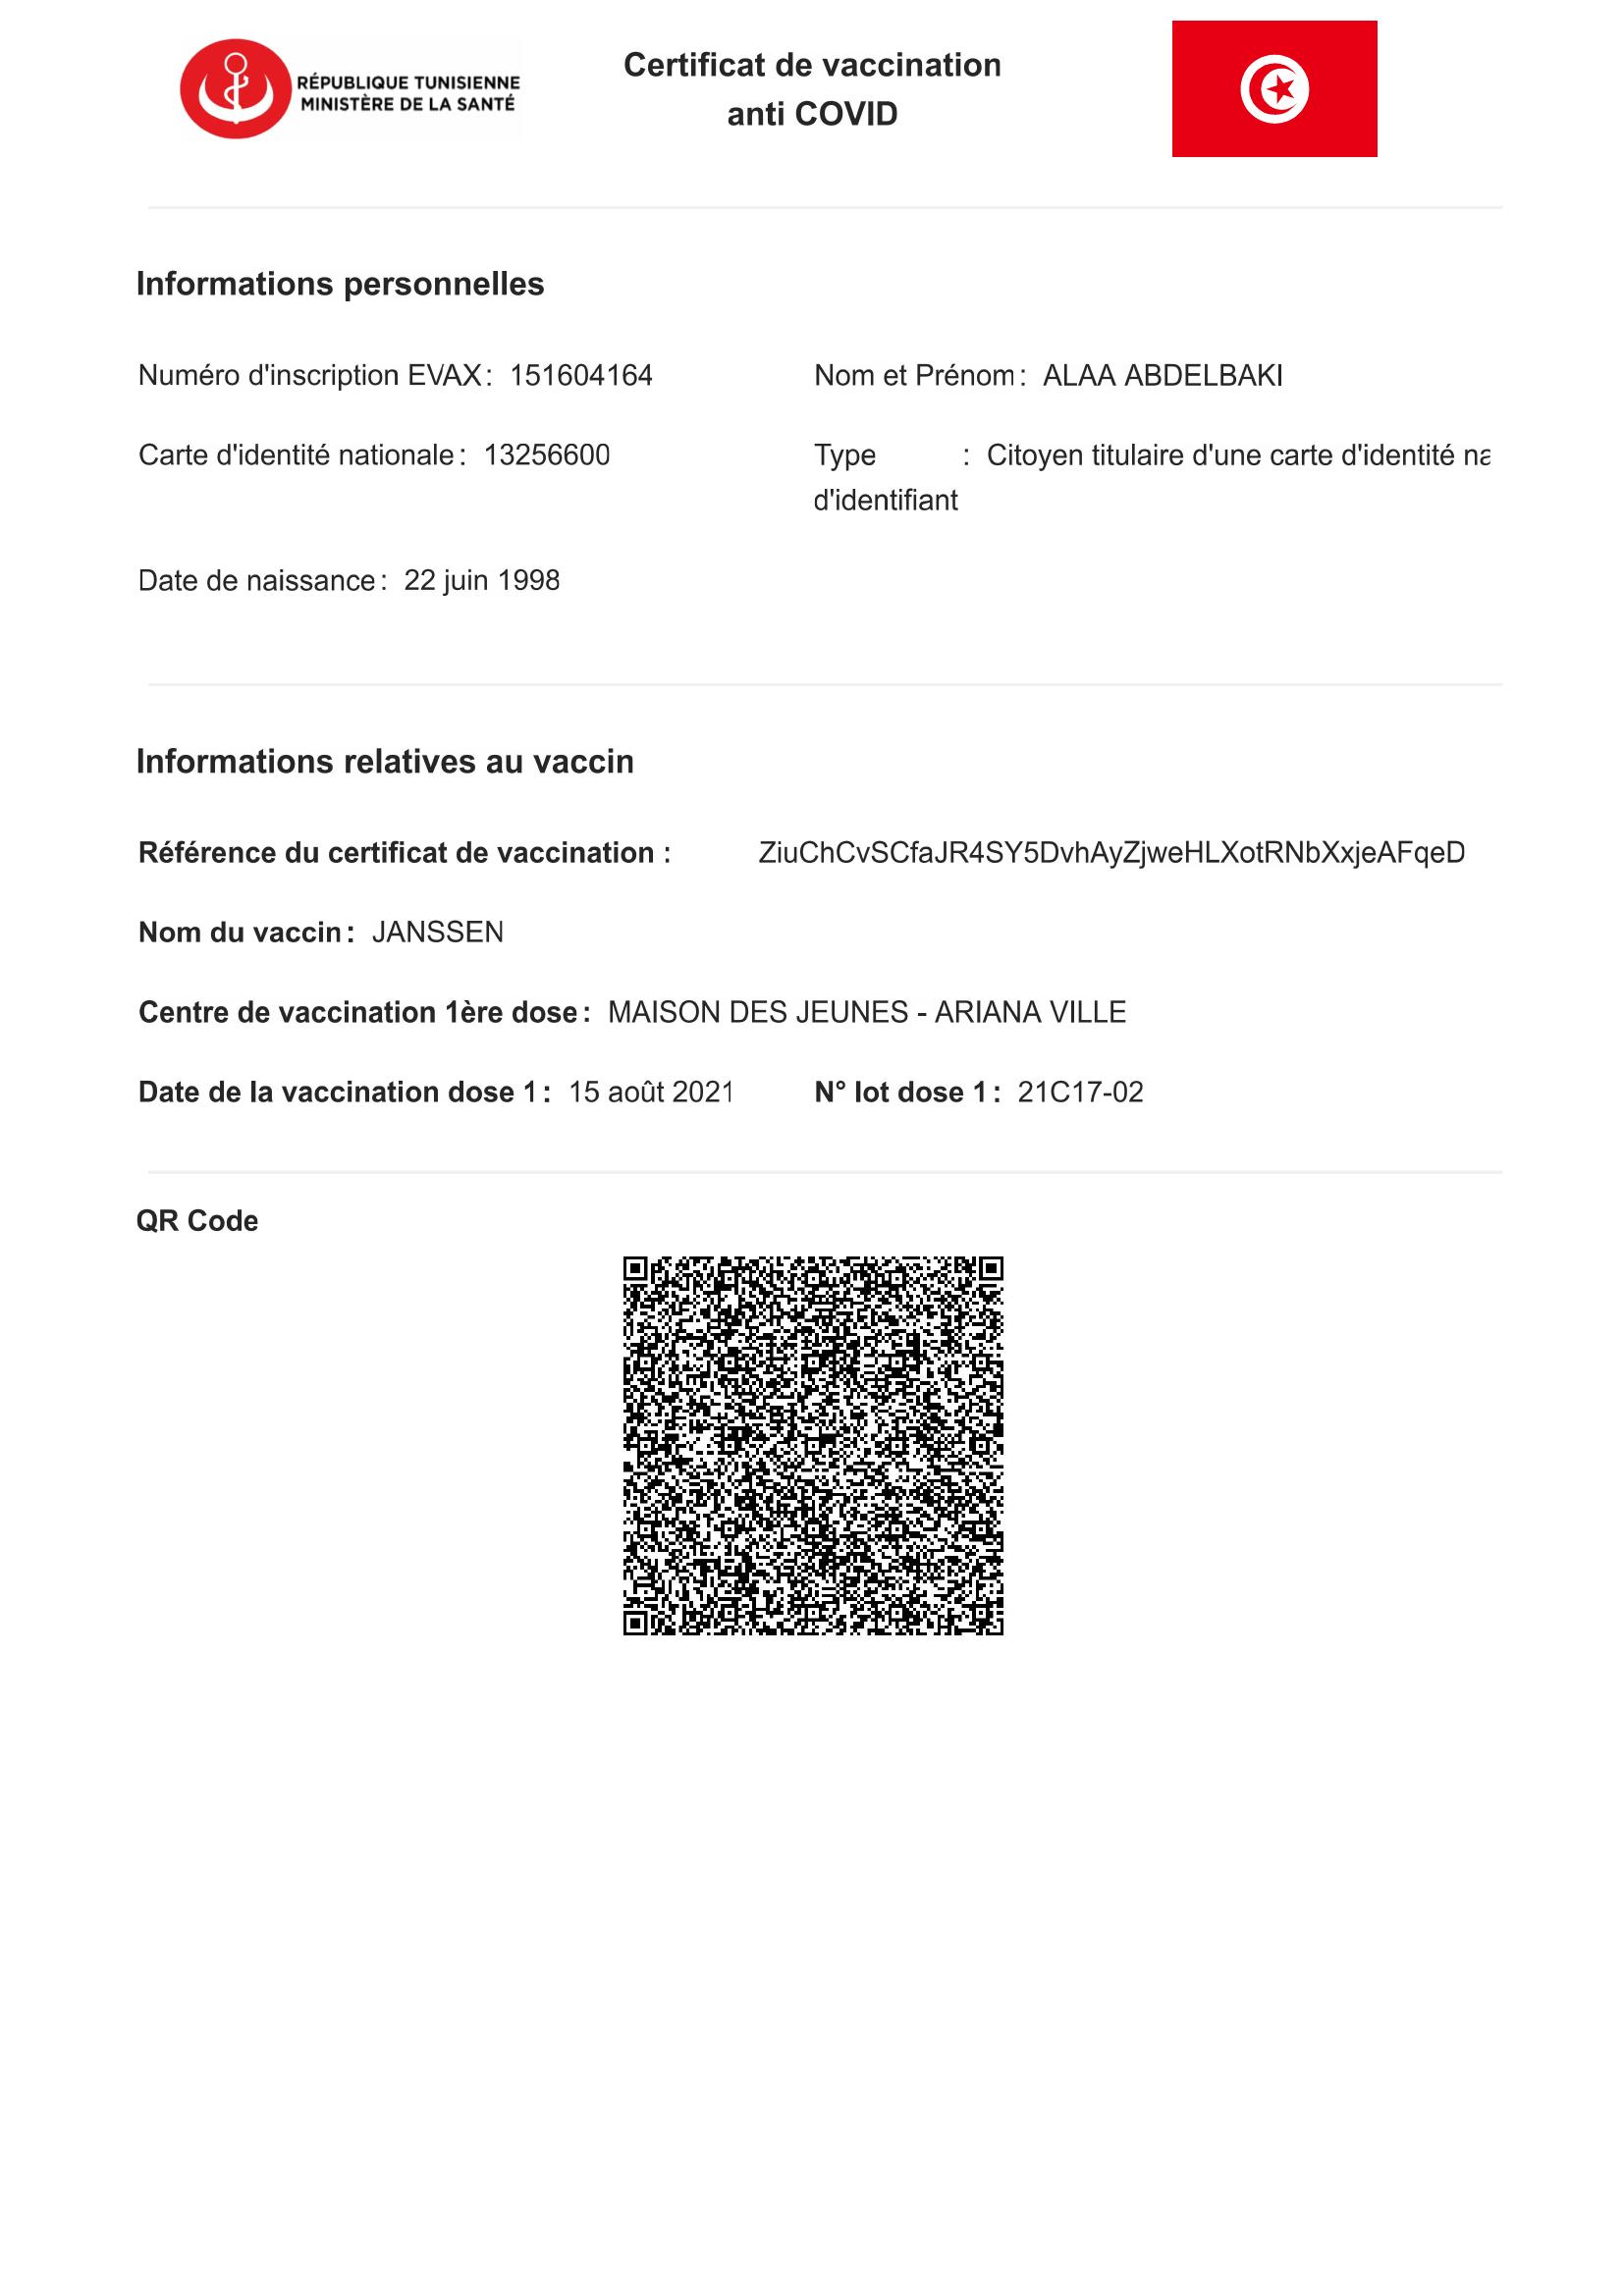 RÉPUBLIQUE TUNISIENNE
MINISTÈRE DE LA SANTÉ
Certificat de vaccination
anti COVID
Informations personnelles
Numéro d'inscription EVAX : 151604164
Nom et Prénom : ALAA ABDELBAKI
Carte d'identité nationale : 13256600
Type d'identifiant : Citoyen titulaire d'une carte d'identité na
Date de naissance : 22 juin 1998
Informations relatives au vaccin
Référence du certificat de vaccination : ZiuChCvSCfaJR4SY5DvhAyZjweHLXotRNbXxjeAFqeD
Nom du vaccin : JANSSEN
Centre de vaccination 1ère dose : MAISON DES JEUNES - ARIANA VILLE
Date de la vaccination dose 1 : 15 août 2021
N° lot dose 1 : 21C17-02
QR Code